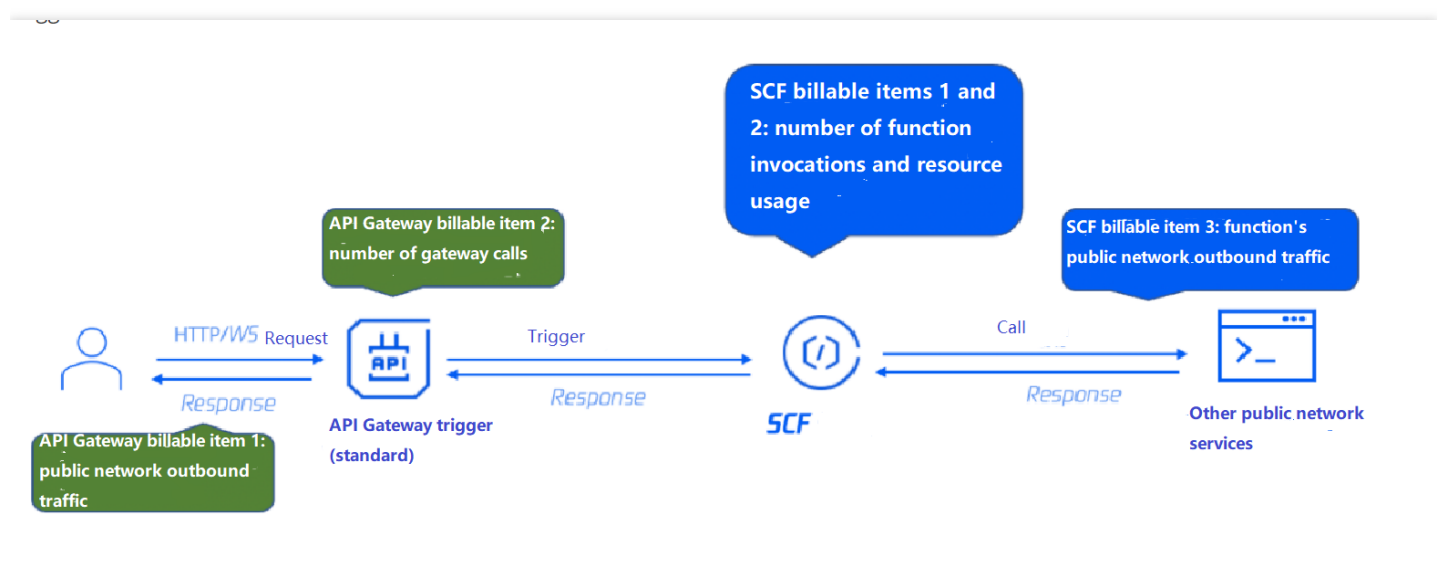 SCF billable items 1 and
2: number of function
invocations and resource
usage
API Gateway billable item 2:
number of gateway calls
SCF billable item 3: function's
public network outbound traffic
HTTP/WS Request
Response
API
API Gateway trigger
(standard)
Trigger
Response
SCF
Call
Response
Other public network
services
API Gateway billable item 1:
public network outbound
traffic